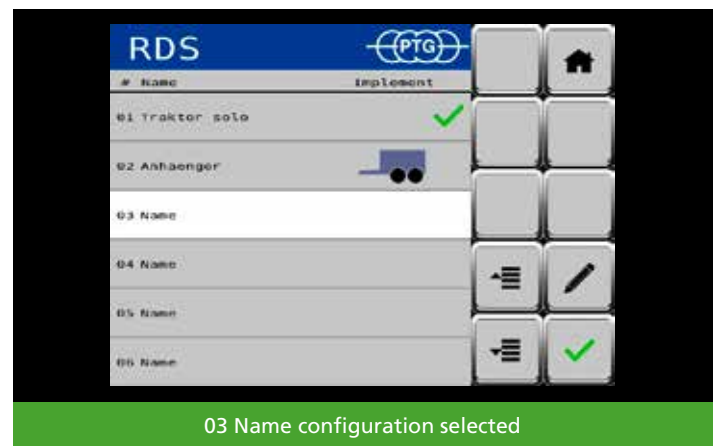 RDS
PTG
# Name Implement
01 Traktor solo
02 Anhaenger
03 Name
04 Name
05 Name
06 Name
03 Name configuration selected